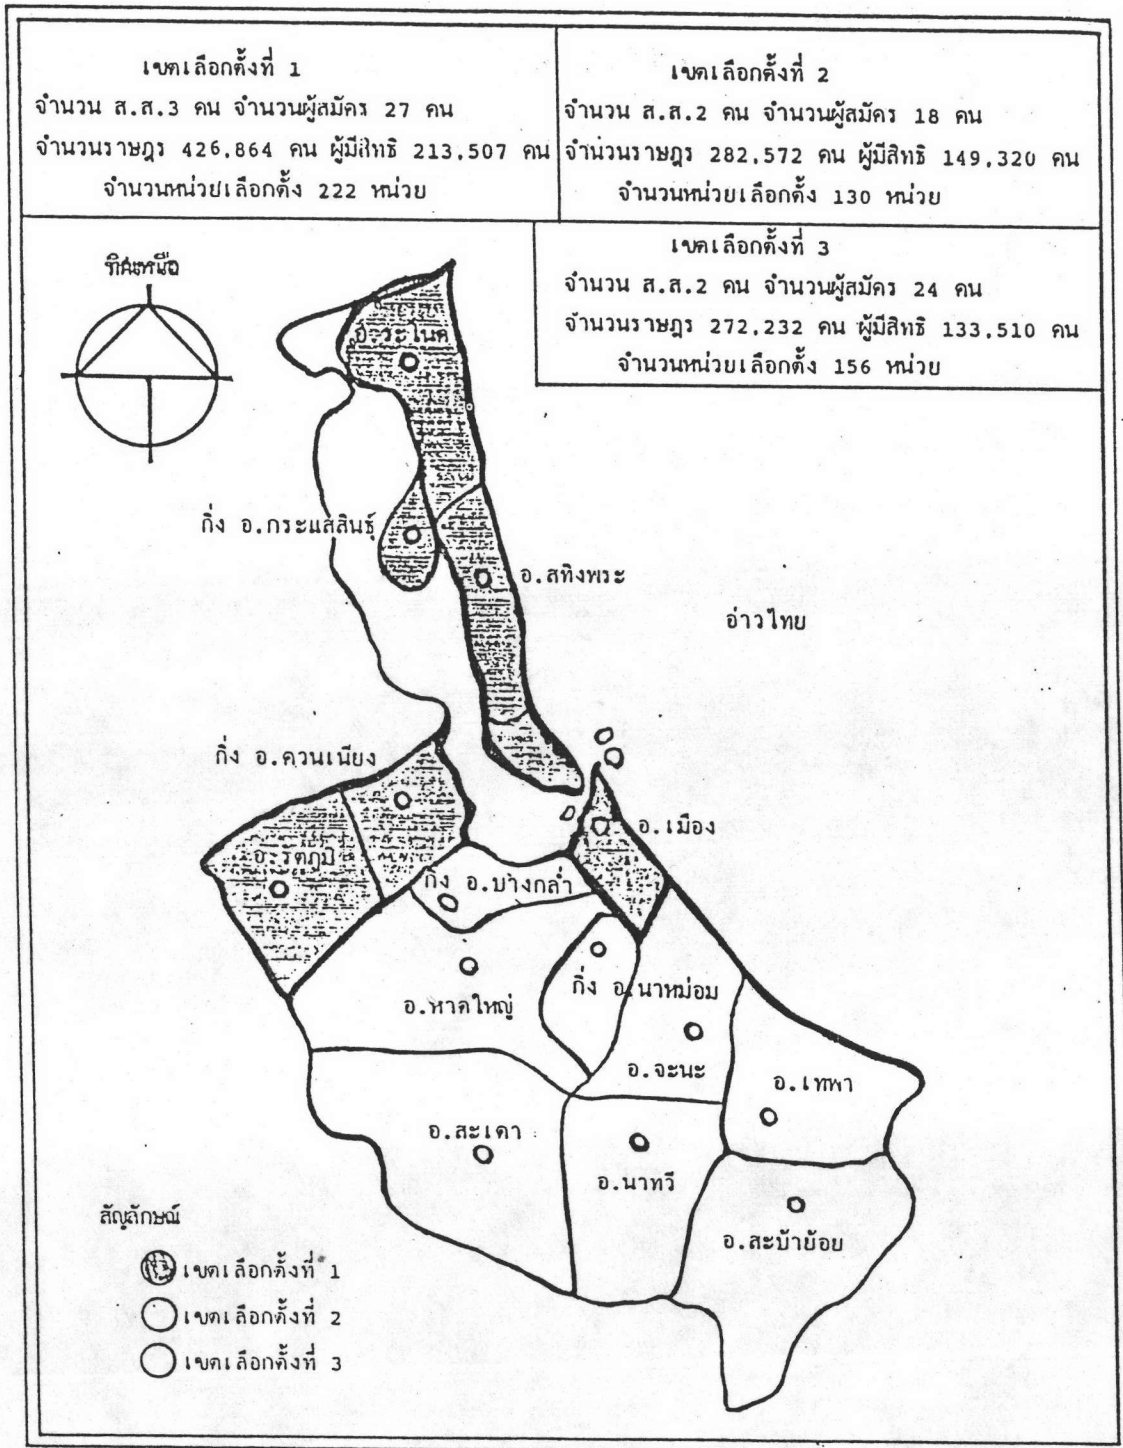 เขตเลือกตั้งที่ 1
จำนวน ส.ส.3 คน จำนวนผู้สมัคร 27 คน
จำนวนราษฎร 426,864 คน ผู้มีสิทธิ 213,507 คน
จำนวนหน่วยเลือกตั้ง 222 หน่วย
เขตเลือกตั้งที่ 2
จำนวน ส.ส.2 คน จำนวนผู้สมัคร 18 คน
จำนวนราษฎร 282,572 คน ผู้มีสิทธิ 149,320 คน
จำนวนหน่วยเลือกตั้ง 130 หน่วย
เขตเลือกตั้งที่ 3
จำนวน ส.ส.2 คน จำนวนผู้สมัคร 24 คน
จำนวนราษฎร 272,232 คน ผู้มีสิทธิ 133,510 คน
จำนวนหน่วยเลือกตั้ง 156 หน่วย
ทิศเหนือ
อ.ระโนด
กิ่ง อ.กระแสสินธุ์
อ.สทิงพระ
อ่าวไทย
กิ่ง อ.ควนเนียง
อ.เมือง
อ.รัตภูมิ
กิ่ง อ.บางกล่ำ
กิ่ง อ.นาหม่อม
อ.หาดใหญ่
อ.จะนะ
อ.เทพา
อ.สะเดา
อ.นาทวี
อ.สะบ้าย้อย
สัญลักษณ์
เขตเลือกตั้งที่ 1
เขตเลือกตั้งที่ 2
เขตเลือกตั้งที่ 3